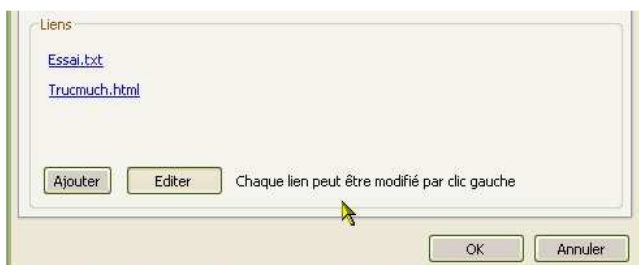 Liens
Essai.txt
Trucmuch.html
Ajouter Editer Chaque lien peut être modifié par clic gauche
OK Annuler